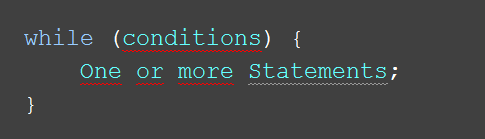 while (conditions) {
One or more Statements;
}